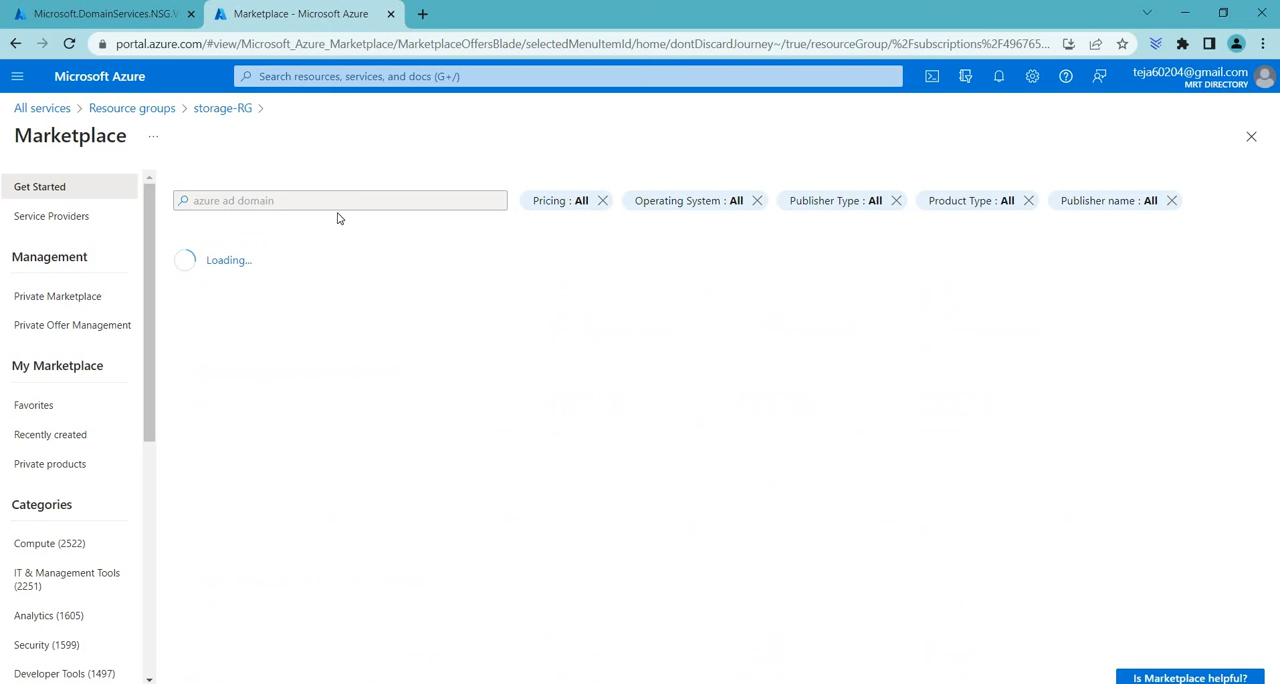 Microsoft.DomainServices.NSG.V
Marketplace - Microsoft Azure
portal.azure.com/#view/Microsoft_Azure_Marketplace/MarketplaceOffersBlade/selectedMenuItemId/home/dontDiscardJourney~/true/resourceGroup/%2Fsubscriptions%2F496765...
Microsoft Azure
Search resources, services, and docs (G+/)
teja60204@gmail.com
MRT DIRECTORY
All services > Resource groups > storage-RG >
Marketplace ...
Get Started
azure ad domain
Pricing : All
Operating System : All
Publisher Type : All
Product Type : All
Publisher name : All
Service Providers
Loading...
Management
Private Marketplace
Private Offer Management
My Marketplace
Favorites
Recently created
Private products
Categories
Compute (2522)
IT & Management Tools
(2251)
Analytics (1605)
Security (1599)
Developer Tools (1497)
Is Marketplace helpful?